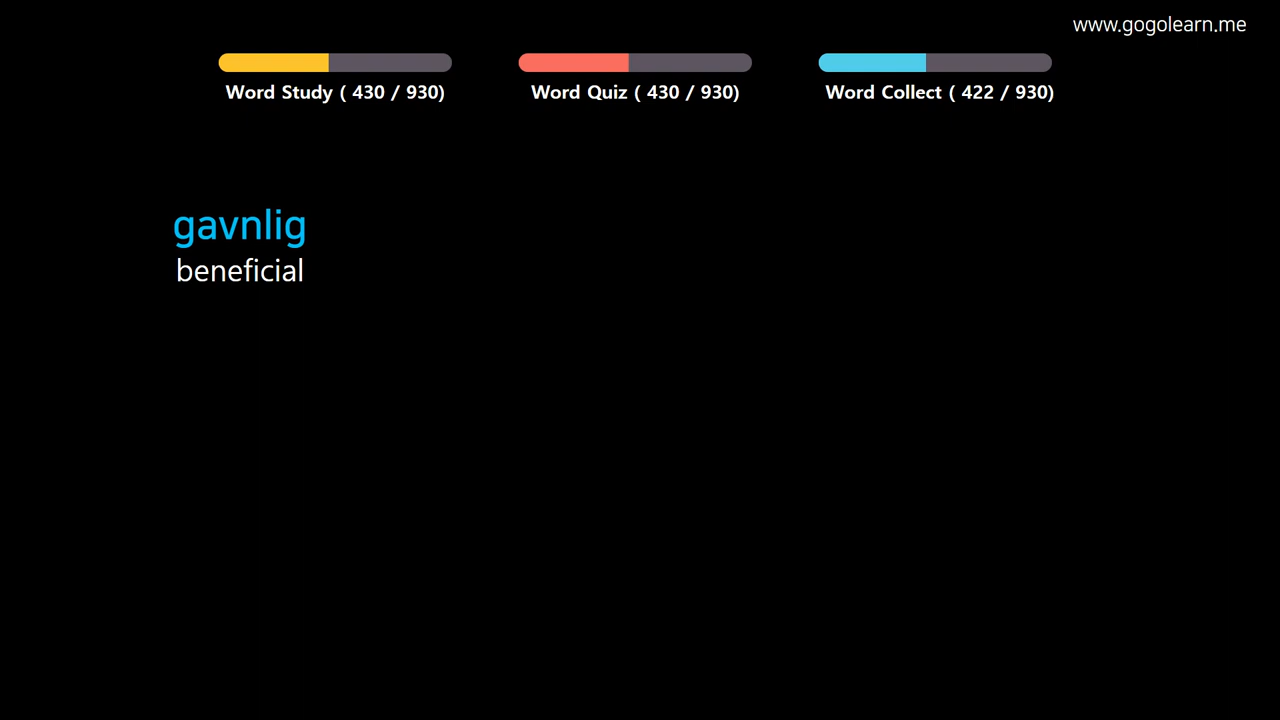 www.gogolearn.me
Word Study ( 430 / 930)
Word Quiz ( 430 / 930)
Word Collect ( 422 / 930)
gavnlig
beneficial